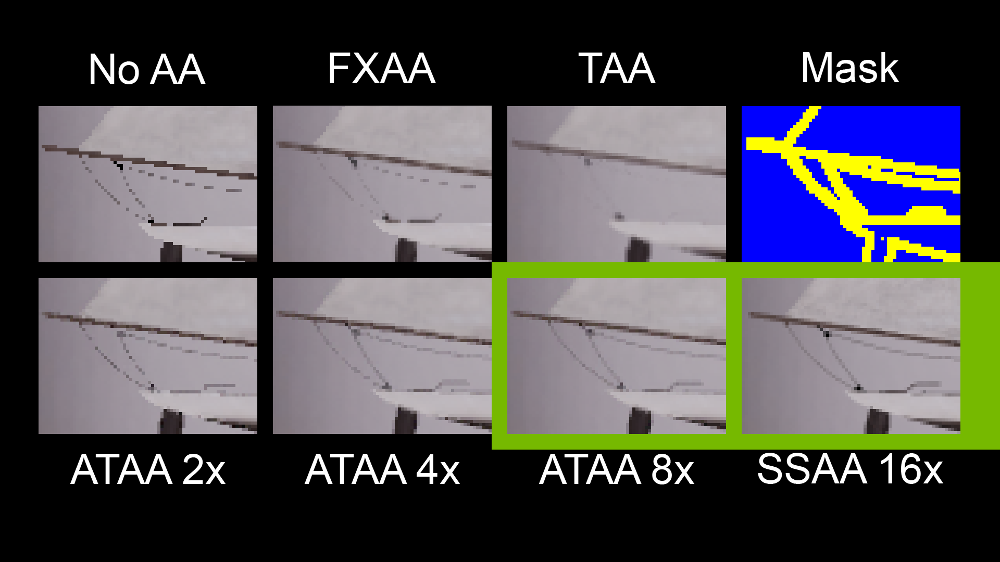 No AA
FXAA
TAA
Mask
ATAA 2x
ATAA 4x
ATAA 8x
SSAA 16x